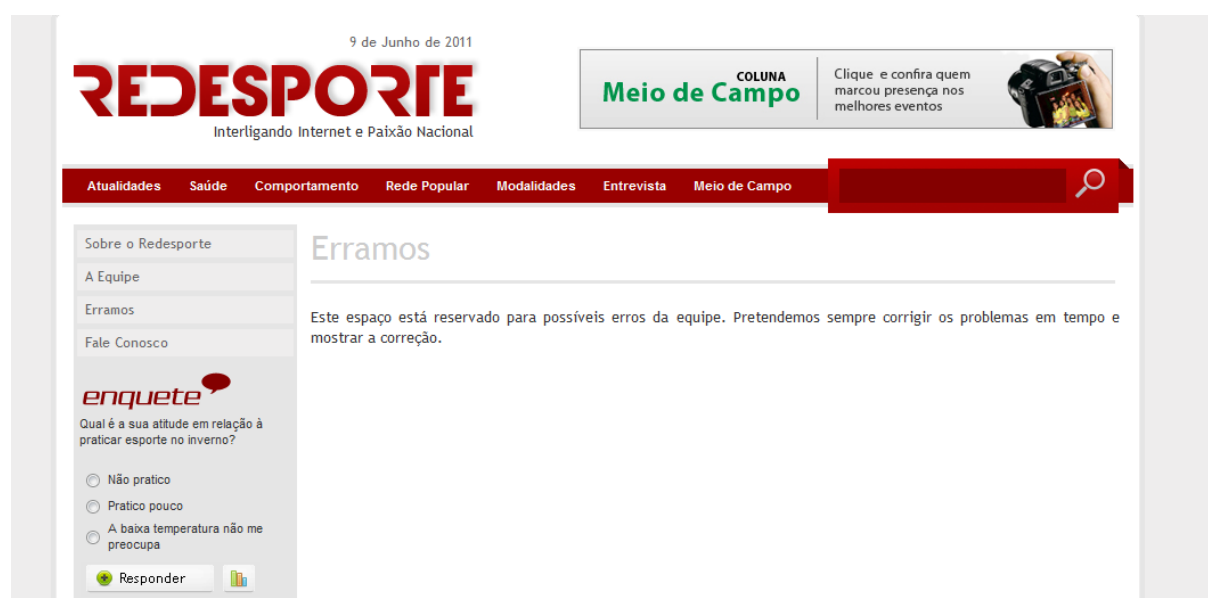 9 de Junho de 2011
REDESPORTE
Interligando Internet e Paixão Nacional
COLUNA
Meio de Campo
Clique e confira quem
marcou presença nos
melhores eventos
Atualidades Saúde Comportamento Rede Popular Modalidades Entrevista Meio de Campo
Sobre o Redesporte
A Equipe
Erramos
Fale Conosco
enquete
Qual é a sua atitude em relação à
praticar esporte no inverno?
Não pratico
Pratico pouco
A baixa temperatura não me
preocupa
Responder
Erramos
Este espaço está reservado para possíveis erros da equipe. Pretendemos sempre corrigir os problemas em tempo e
mostrar a correção.